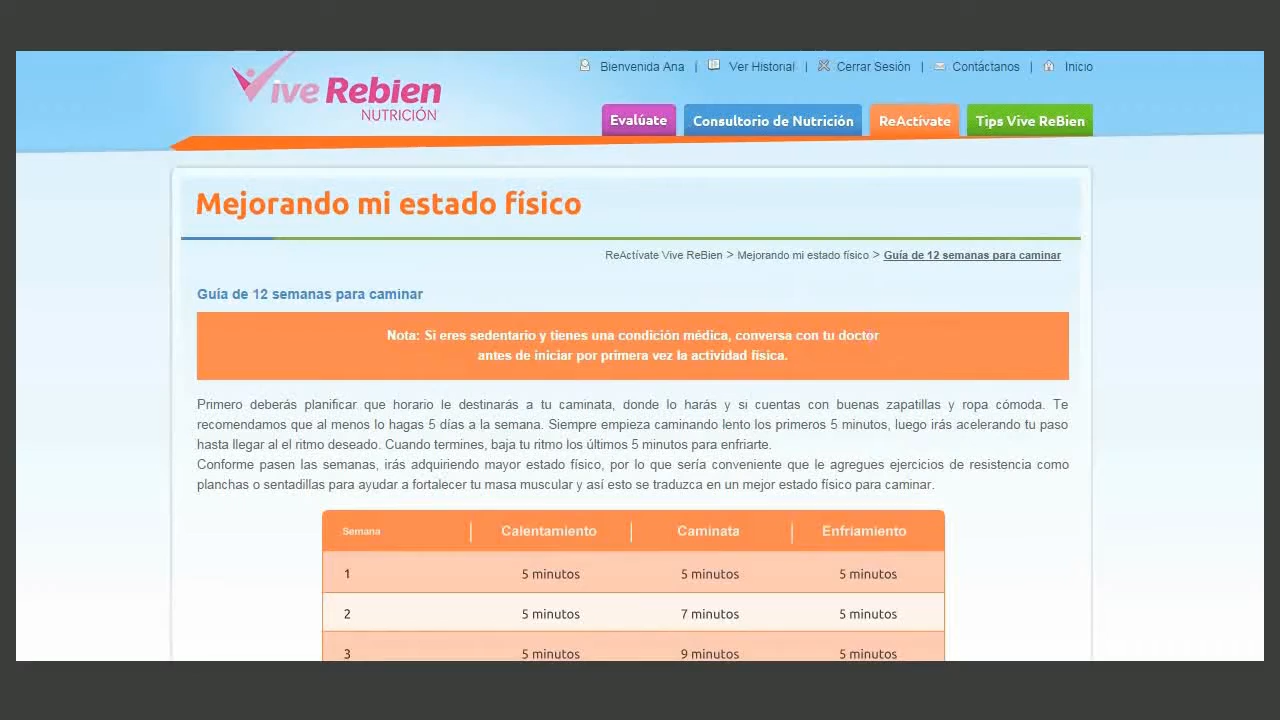 Vive Rebien
NUTRICIÓN
Bienvenida Ana | Ver Historial | Cerrar Sesión | Contáctanos | Inicio
Evalúate Consultorio de Nutrición ReActívate Tips Vive ReBien
Mejorando mi estado físico
ReActívate Vive ReBien > Mejorando mi estado físico > Guía de 12 semanas para caminar
Guía de 12 semanas para caminar
Nota: Si eres sedentario y tienes una condición médica, conversa con tu doctor
antes de iniciar por primera vez la actividad física.
Primero deberás planificar que horario le destinarás a tu caminata, donde lo harás y si cuentas con buenas zapatillas y ropa cómoda. Te
recomendamos que al menos lo hagas 5 días a la semana. Siempre empieza caminando lento los primeros 5 minutos, luego irás acelerando tu paso
hasta llegar al el ritmo deseado. Cuando termines, baja tu ritmo los últimos 5 minutos para enfriarte.
Conforme pasen las semanas, irás adquiriendo mayor estado físico, por lo que sería conveniente que le agregues ejercicios de resistencia como
planchas o sentadillas para ayudar a fortalecer tu masa muscular y así esto se traduzca en un mejor estado físico para caminar.
Semana Calentamiento Caminata Enfriamiento
1 5 minutos 5 minutos 5 minutos
2 5 minutos 7 minutos 5 minutos
3 5 minutos 9 minutos 5 minutos